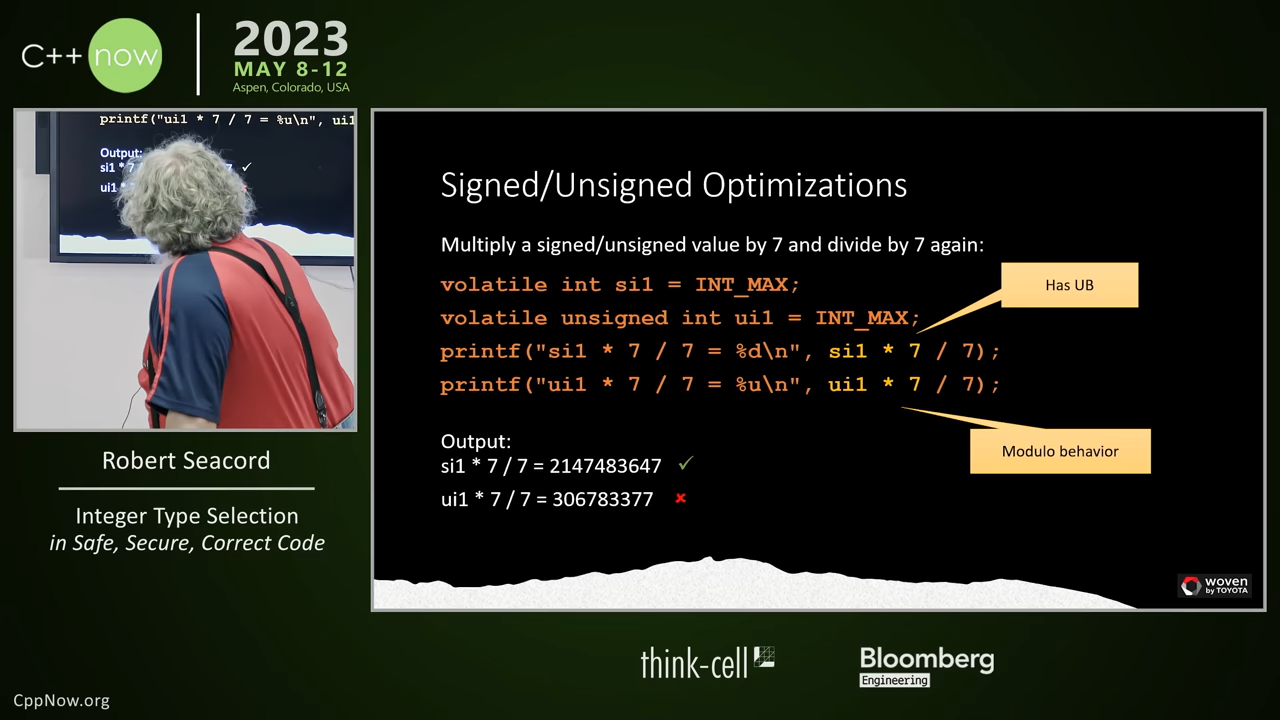 C++ now
2023
MAY 8-12
Aspen, Colorado, USA
printf("ui1 * 7 / 7 = %u\n", ui1
Output:
si1 * 7
✓
ui1 *
Robert Seacord
Integer Type Selection
in Safe, Secure, Correct Code
Signed/Unsigned Optimizations
Multiply a signed/unsigned value by 7 and divide by 7 again:
volatile int si1 = INT_MAX;
volatile unsigned int ui1 = INT_MAX;
printf("si1 * 7 / 7 = %d\n", si1 * 7 / 7);
printf("ui1 * 7 / 7 = %u\n", ui1 * 7 / 7);
Has UB
Modulo behavior
Output:
si1 * 7 / 7 = 2147483647 ✓
ui1 * 7 / 7 = 306783377 ✘
woven
by TOYOTA
think-cell
Bloomberg
Engineering
CppNow.org